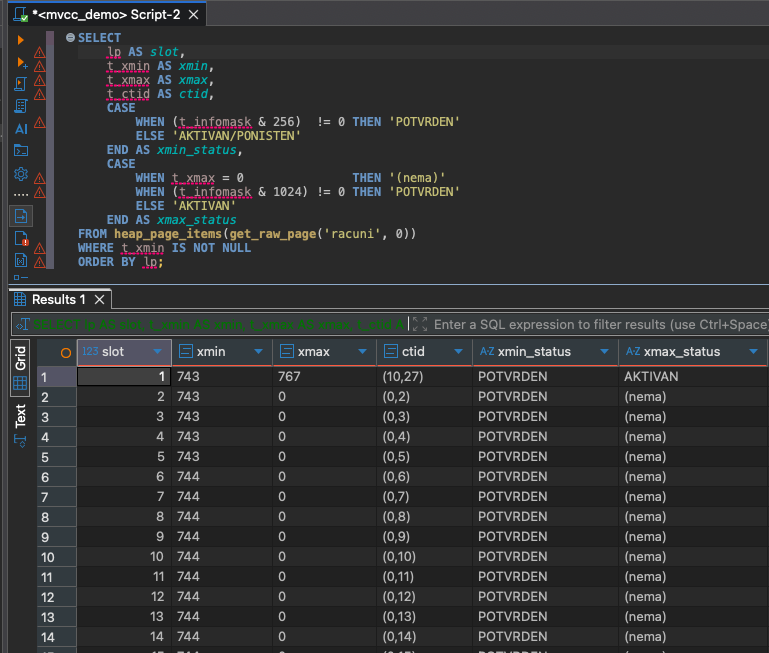 *<mvcc_demo> Script-2
SELECT
lp AS slot,
t_xmin AS xmin,
t_xmax AS xmax,
t_ctid AS ctid,
CASE
WHEN (t_infomask & 256)  != 0 THEN 'POTVRDEN'
ELSE 'AKTIVAN/PONISTEN'
END AS xmin_status,
CASE
WHEN t_xmax = 0               THEN '(nema)'
WHEN (t_infomask & 1024) != 0 THEN 'POTVRDEN'
ELSE 'AKTIVAN'
END AS xmax_status
FROM heap_page_items(get_raw_page('racuni', 0))
WHERE t_xmin IS NOT NULL
ORDER BY lp;
AI
Results 1
SELECT lp AS slot, t_xmin AS xmin, t_xmax AS xmax, t_ctid A Enter a SQL expression to filter results (use Ctrl+Space
Grid
Text
123 slot xmin xmax ctid A-Z xmin_status A-Z xmax_status
1 1 743 767 (10,27) POTVRDEN AKTIVAN
2 2 743 0 (0,2) POTVRDEN (nema)
3 3 743 0 (0,3) POTVRDEN (nema)
4 4 743 0 (0,4) POTVRDEN (nema)
5 5 743 0 (0,5) POTVRDEN (nema)
6 6 744 0 (0,6) POTVRDEN (nema)
7 7 744 0 (0,7) POTVRDEN (nema)
8 8 744 0 (0,8) POTVRDEN (nema)
9 9 744 0 (0,9) POTVRDEN (nema)
10 10 744 0 (0,10) POTVRDEN (nema)
11 11 744 0 (0,11) POTVRDEN (nema)
12 12 744 0 (0,12) POTVRDEN (nema)
13 13 744 0 (0,13) POTVRDEN (nema)
14 14 744 0 (0,14) POTVRDEN (nema)